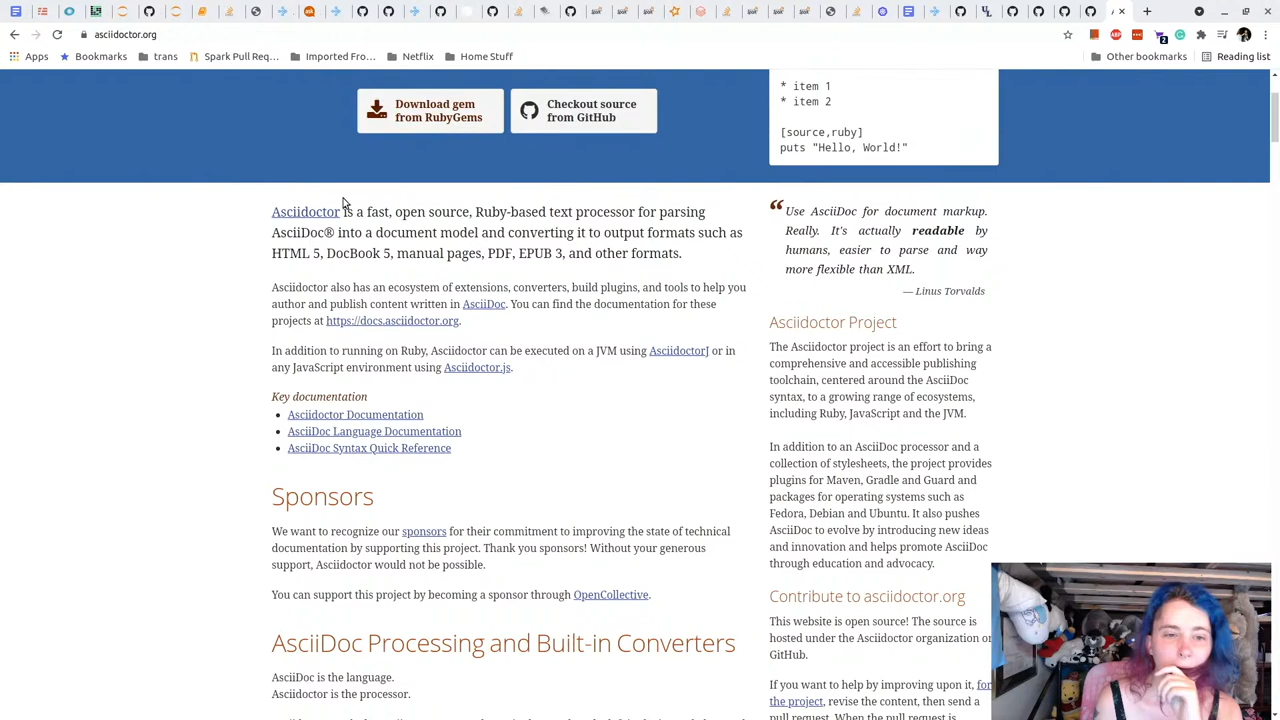 asciidoctor.org
2
Apps
Bookmarks
trans
Spark Pull Req...
Imported Fro...
Netflix
Home Stuff
Other bookmarks
Reading list
Download gem
from RubyGems
Checkout source
from GitHub
* item 1
* item 2
[source,ruby]
puts "Hello, World!"
Asciidoctor is a fast, open source, Ruby-based text processor for parsing
AsciiDoc® into a document model and converting it to output formats such as
HTML 5, DocBook 5, manual pages, PDF, EPUB 3, and other formats.
Asciidoctor also has an ecosystem of extensions, converters, build plugins, and tools to help you
author and publish content written in AsciiDoc. You can find the documentation for these
projects at https://docs.asciidoctor.org.
In addition to running on Ruby, Asciidoctor can be executed on a JVM using AsciidoctorJ or in
any JavaScript environment using Asciidoctor.js.
Key documentation
• Asciidoctor Documentation
• AsciiDoc Language Documentation
• AsciiDoc Syntax Quick Reference
Sponsors
We want to recognize our sponsors for their commitment to improving the state of technical
documentation by supporting this project. Thank you sponsors! Without your generous
support, Asciidoctor would not be possible.
You can support this project by becoming a sponsor through OpenCollective.
AsciiDoc Processing and Built-in Converters
AsciiDoc is the language.
Asciidoctor is the processor.
“Use AsciiDoc for document markup.
Really. It's actually readable by
humans, easier to parse and way
more flexible than XML.
— Linus Torvalds
Asciidoctor Project
The Asciidoctor project is an effort to bring a
comprehensive and accessible publishing
toolchain, centered around the AsciiDoc
syntax, to a growing range of ecosystems,
including Ruby, JavaScript and the JVM.
In addition to an AsciiDoc processor and a
collection of stylesheets, the project provides
plugins for Maven, Gradle and Guard and
packages for operating systems such as
Fedora, Debian and Ubuntu. It also pushes
AsciiDoc to evolve by introducing new ideas
and innovation and helps promote AsciiDoc
through education and advocacy.
Contribute to asciidoctor.org
This website is open source! The source is
hosted under the Asciidoctor organization on
GitHub.
If you want to help by improving upon it, for
the project, revise the content, then send a
pull request. When the pull request is